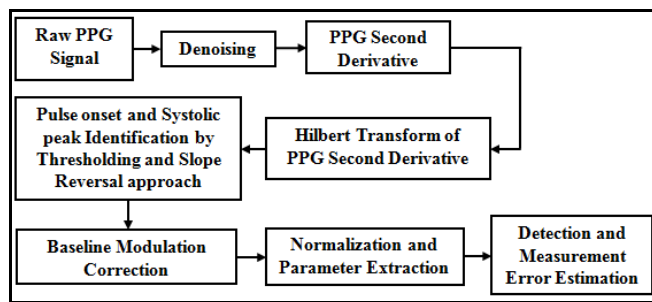 Raw PPG
Signal
Denoising
PPG Second
Derivative
Hilbert Transform of
PPG Second Derivative
Pulse onset and Systolic
peak Identification by
Thresholding and Slope
Reversal approach
Baseline Modulation
Correction
Normalization and
Parameter Extraction
Detection and
Measurement
Error Estimation